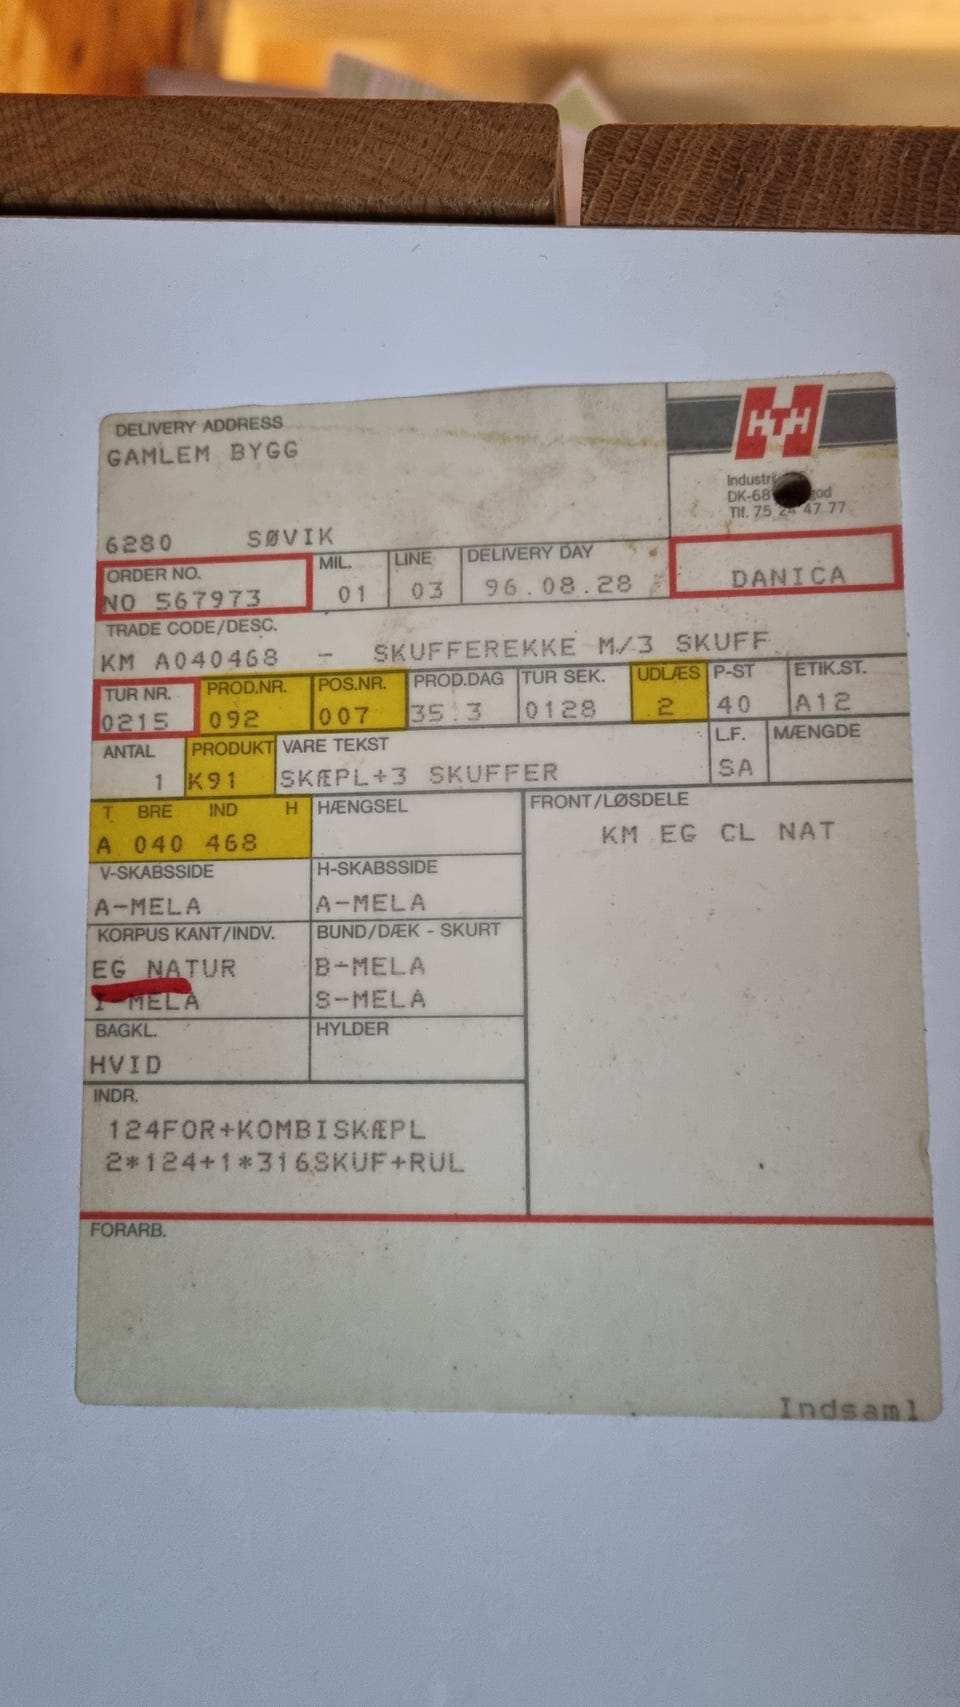 DELIVERY ADDRESS
GAMLEM BYGG
6280 SØVIK
HTH
DK-68
Tlf. 75 24 47 77
ORDER NO.
NO 567973
MIL.
01
LINE
03
DELIVERY DAY
96.08.28
DANICA
TRADE CODE/DESC.
KM A040468 - SKUFFEREKKE M/3 SKUFF
TUR NR.
0215
PROD.NR.
092
POS.NR.
007
PROD.DAG
35.3
TUR SEK.
0128
UDLÆS
2
P-ST
40
ETIK.ST.
A12
ANTAL
1
PRODUKT
K91
VARE TEKST
SKÆPL+3 SKUFFER
L.F.
SA
MÆNGDE
T BRE IND H
A 040 468
HÆNGSEL
FRONT/LØSDELE
KM EG CL NAT
V-SKABSSIDE
A-MELA
H-SKABSSIDE
A-MELA
KORPUS KANT/INDV.
EG NATUR
I-MELA
BUND/DÆK - SKURT
B-MELA
S-MELA
BAGKL.
HVID
HYLDER
INDR.
124FOR+KOMBISKÆPL
2*124+1*316SKUF+RUL
FORARB.
Indsaml